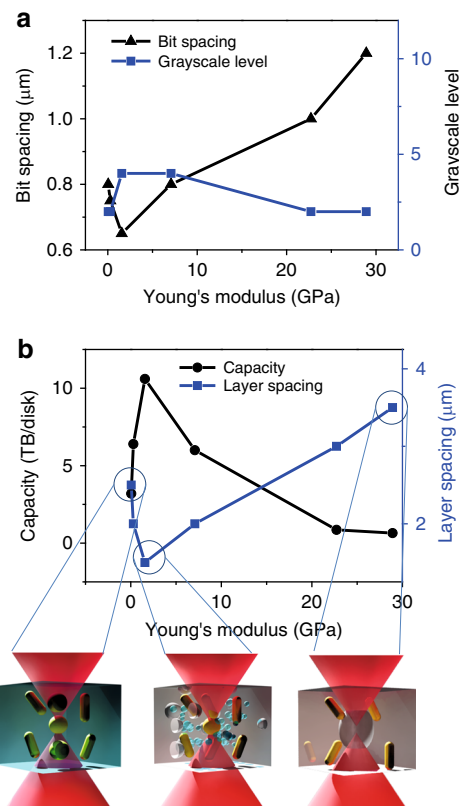 a
Bit spacing
Grayscale level
1.2
1.0
0.8
0.6
Bit spacing (μm)
10
5
0
Grayscale level
0 10 20 30
Young's modulus (GPa)
b
Capacity
Layer spacing
10
5
0
Capacity (TB/disk)
4
2
Layer spacing (μm)
0 10 20 30
Young's modulus (GPa)